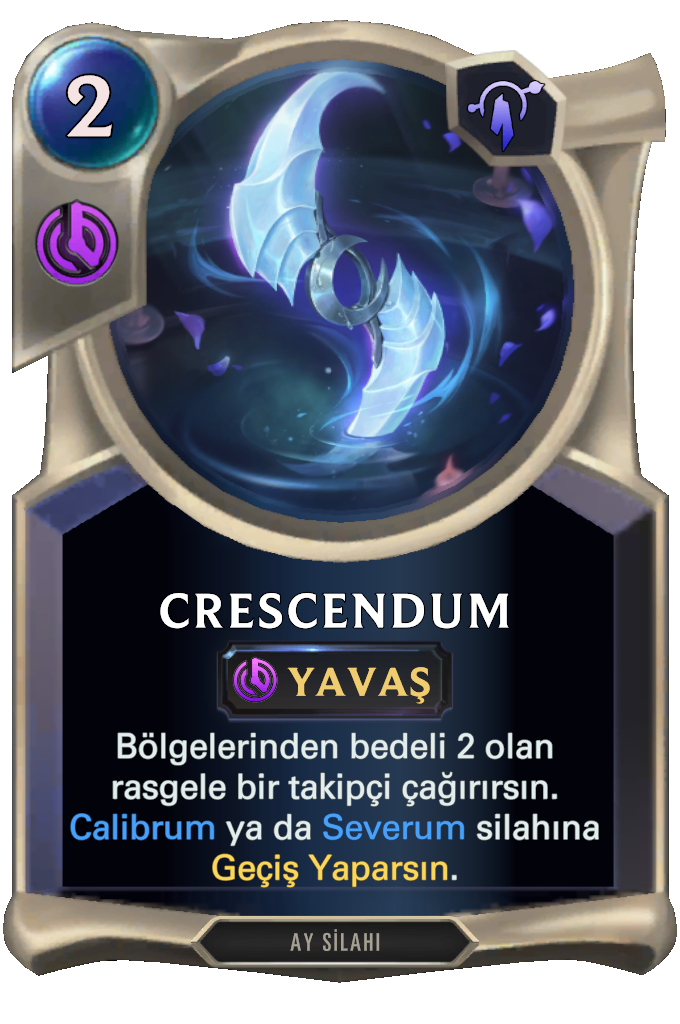 2
CRESCENDUM
YAVAŞ
Bölgelerinden bedeli 2 olan
rasgele bir takipçi çağırırsın.
Calibrum ya da Severum silahına
Geçiş Yaparsın.
AY SİLAHI